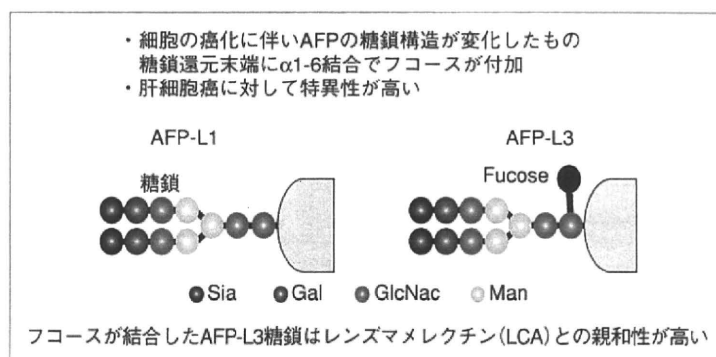 ・細胞の癌化に伴いAFPの糖鎖構造が変化したもの
糖鎖還元末端にα1-6結合でフコースが付加
・肝細胞癌に対して特異性が高い
AFP-L1
AFP-L3
糖鎖
Fucose
Sia Gal GlcNac Man
フコースが結合したAFP-L3糖鎖はレンズマメレクチン(LCA)との親和性が高い